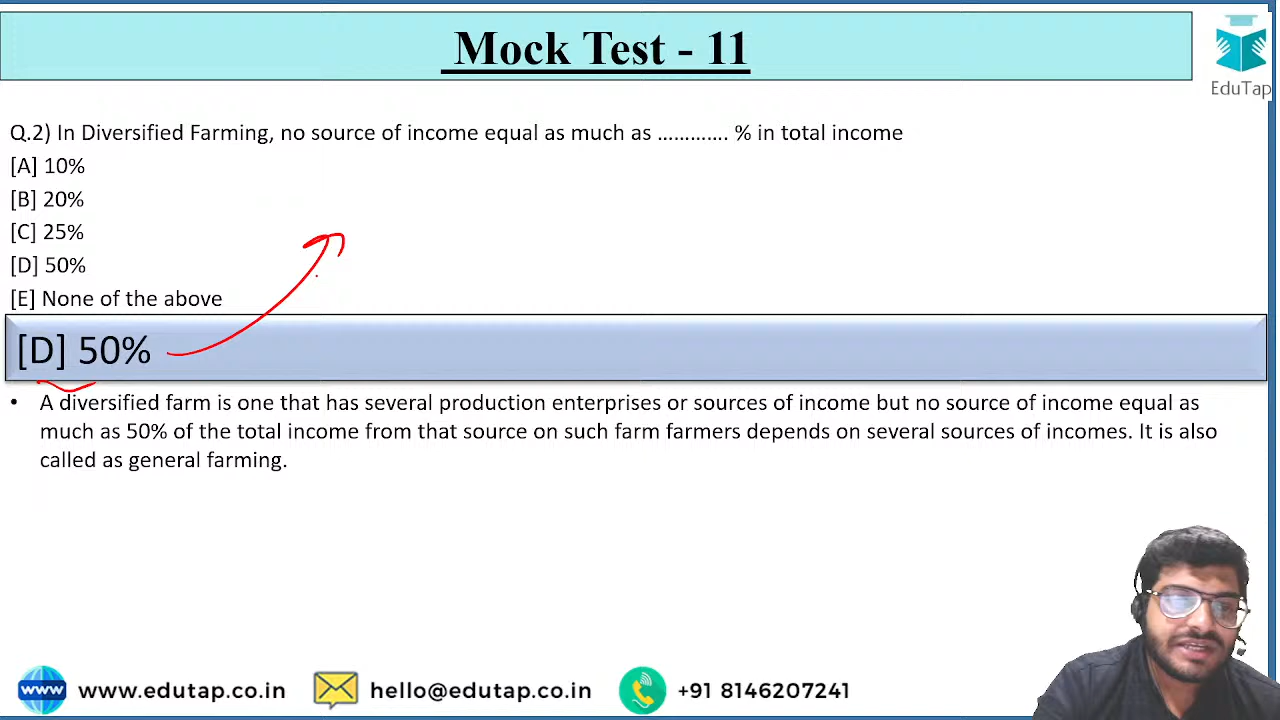 Mock Test - 11
EduTap
Q.2) In Diversified Farming, no source of income equal as much as …………. % in total income
[A] 10%
[B] 20%
[C] 25%
[D] 50%
[E] None of the above
[D] 50%
• A diversified farm is one that has several production enterprises or sources of income but no source of income equal as
much as 50% of the total income from that source on such farm farmers depends on several sources of incomes. It is also
called as general farming.
www www.edutap.co.in hello@edutap.co.in +91 8146207241